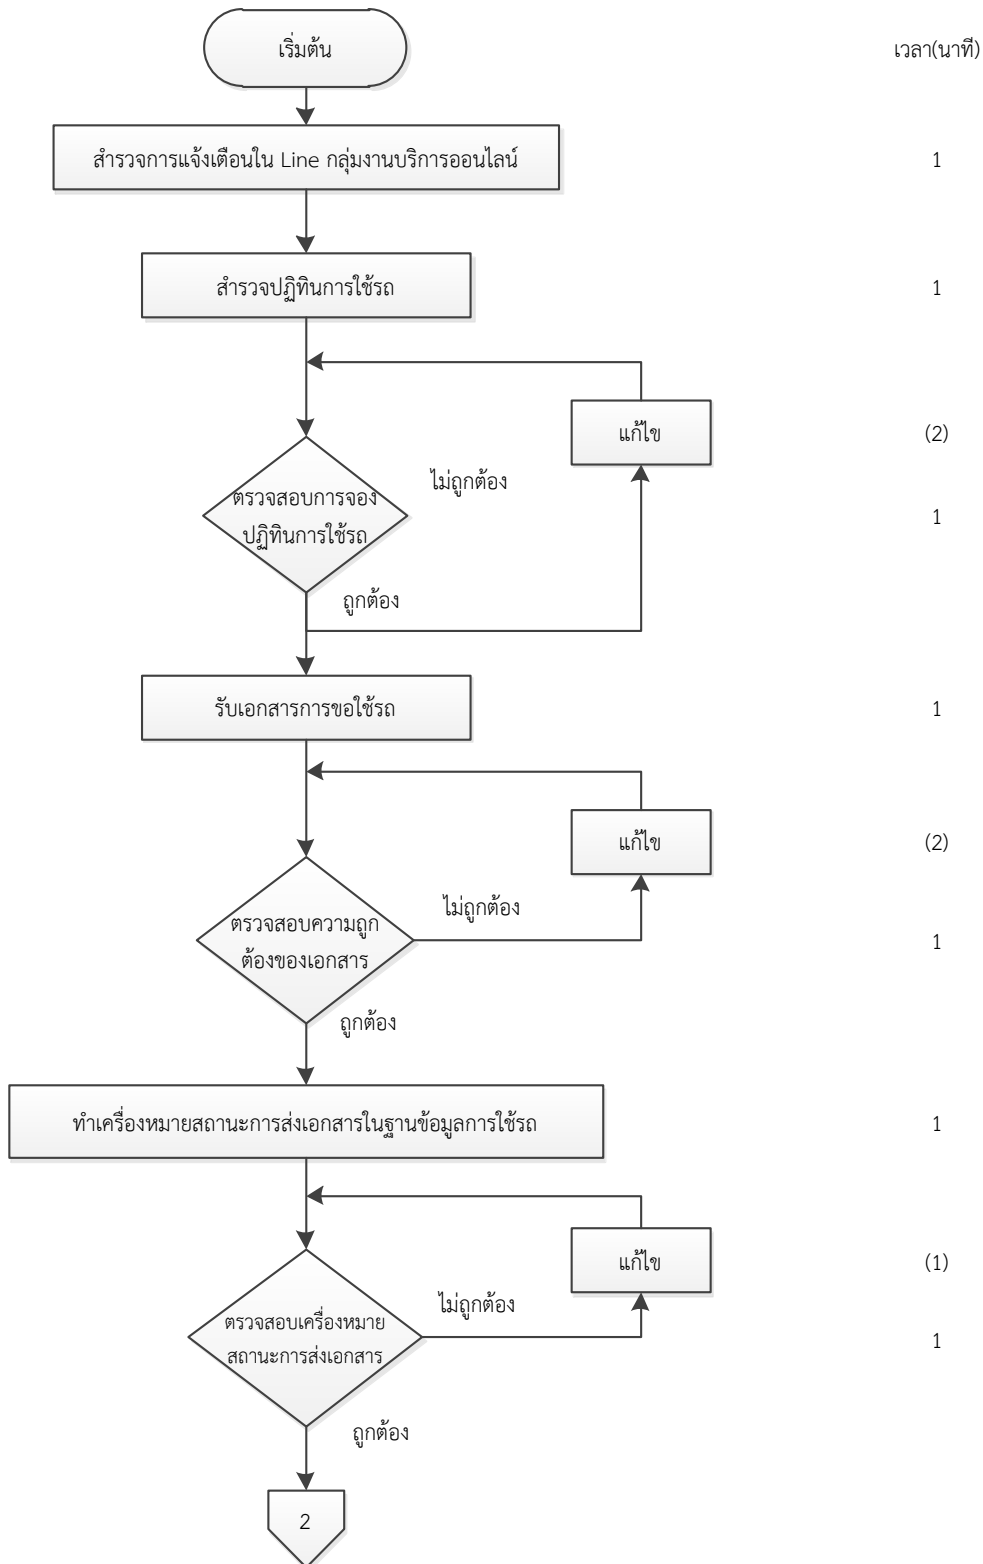 เริ่มต้น
เวลา(นาที)
สำรวจการแจ้งเตือนใน Line กลุ่มงานบริการออนไลน์
1
สำรวจปฏิทินการใช้รถ
1
แก้ไข
(2)
ไม่ถูกต้อง
ตรวจสอบการจอง
ปฏิทินการใช้รถ
1
ถูกต้อง
รับเอกสารการขอใช้รถ
1
แก้ไข
(2)
ไม่ถูกต้อง
ตรวจสอบความถูก
ต้องของเอกสาร
1
ถูกต้อง
ทำเครื่องหมายสถานะการส่งเอกสารในฐานข้อมูลการใช้รถ
1
แก้ไข
(1)
ไม่ถูกต้อง
ตรวจสอบเครื่องหมาย
สถานะการส่งเอกสาร
1
ถูกต้อง
2